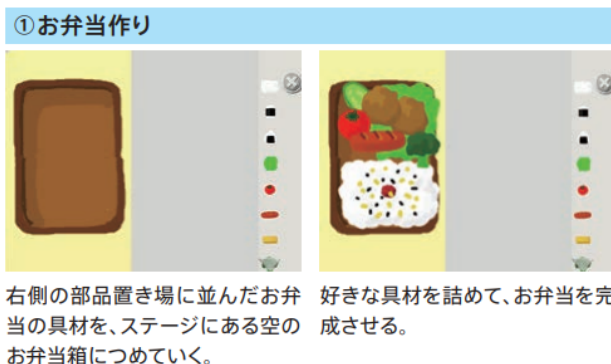 ①お弁当作り
右側の部品置き場に並んだお弁
当の具材を、ステージにある空の
お弁当箱につめていく。
好きな具材を詰めて、お弁当を完
成させる。